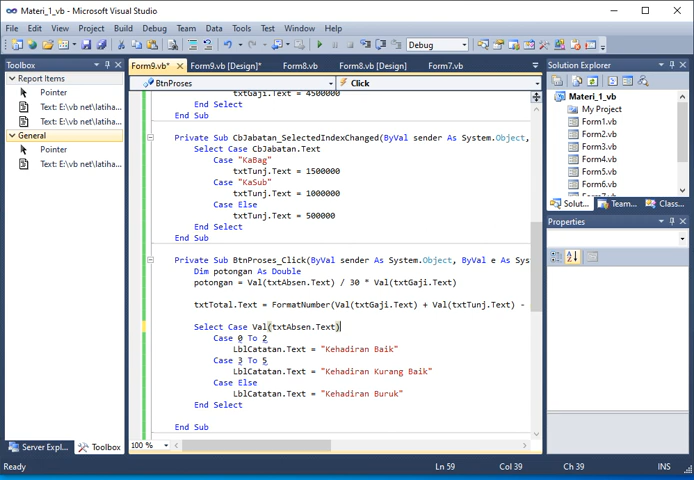 Materi_1_vb - Microsoft Visual Studio
File Edit View Project Build Debug Team Data Tools Test Window Help
Debug
Toolbox
Report Items
Pointer
Text: E:\vb net\latiha...
Text: E:\vb net\latiha...
General
Pointer
Text: E:\vb net\latiha...
Server Expl... Toolbox
Form9.vb* Form9.vb [Design]* Form8.vb Form8.vb [Design] Form7.vb
BtnProses Click
txtGaji.Text = 4500000
End Select
End Sub
Private Sub CbJabatan_SelectedIndexChanged(ByVal sender As System.Object,
Select Case CbJabatan.Text
Case "KaBag"
txtTunj.Text = 1500000
Case "KaSub"
txtTunj.Text = 1000000
Case Else
txtTunj.Text = 500000
End Select
End Sub
Private Sub BtnProses_Click(ByVal sender As System.Object, ByVal e As Sys
Dim potongan As Double
potongan = Val(txtAbsen.Text) / 30 * Val(txtGaji.Text)
txtTotal.Text = FormatNumber(Val(txtGaji.Text) + Val(txtTunj.Text) -
Select Case Val(txtAbsen.Text)
Case 0 To 2
LblCatatan.Text = "Kehadiran Baik"
Case 3 To 5
LblCatatan.Text = "Kehadiran Kurang Baik"
Case Else
LblCatatan.Text = "Kehadiran Buruk"
End Select
End Sub
100 %
Solution Explorer
Materi_1_vb
My Project
Form1.vb
Form2.vb
Form3.vb
Form4.vb
Form5.vb
Form6.vb
Solut... Team... Class...
Properties
Ready Ln 59 Col 39 Ch 39 INS